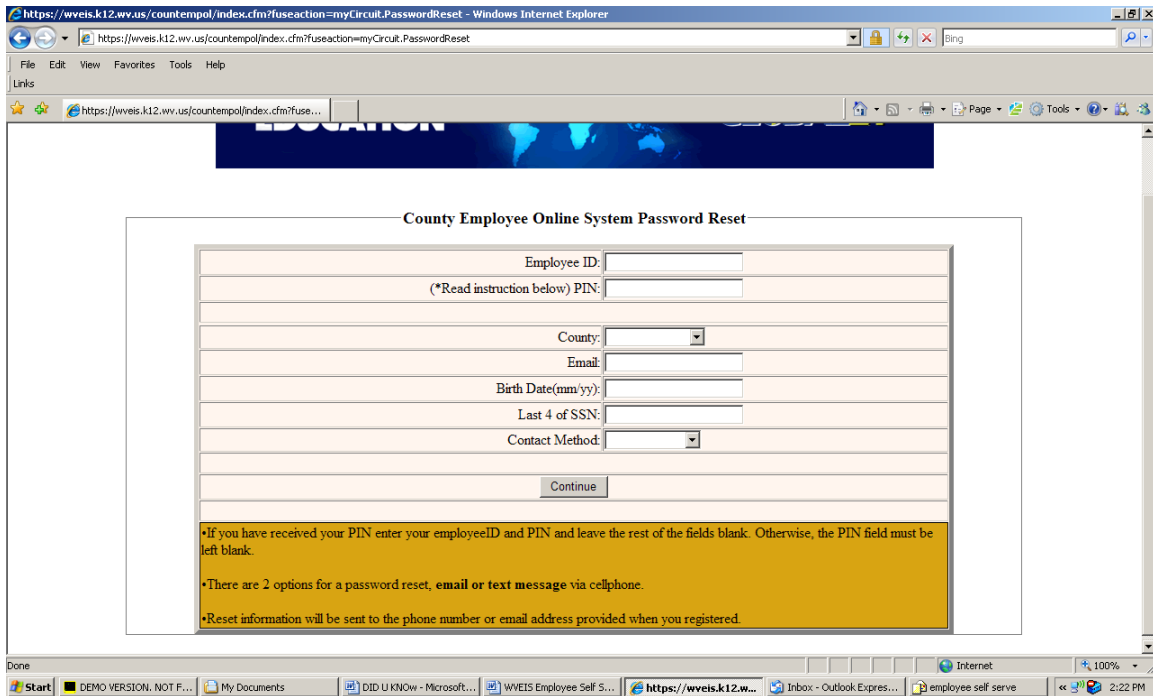 https://wveis.k12.wv.us/countempol/index.cfm?fuseaction=myCircuit.PasswordReset - Windows Internet Explorer
https://wveis.k12.wv.us/countempol/index.cfm?fuseaction=myCircuit.PasswordReset
Bing
File Edit View Favorites Tools Help
Links
https://wveis.k12.wv.us/countempol/index.cfm?fuse...
Page Tools
EDUCATION
County Employee Online System Password Reset
Employee ID:
(*Read instruction below) PIN:
County:
Email:
Birth Date(mm/yy):
Last 4 of SSN:
Contact Method:
Continue
•If you have received your PIN enter your employeeID and PIN and leave the rest of the fields blank. Otherwise, the PIN field must be
left blank.
•There are 2 options for a password reset, email or text message via cellphone.
•Reset information will be sent to the phone number or email address provided when you registered.
Done
Internet
100%
Start
DEMO VERSION. NOT F...
My Documents
DID U KNOw - Microsoft...
WVEIS Employee Self S...
https://wveis.k12.w...
Inbox - Outlook Expres...
employee self serve
2:22 PM